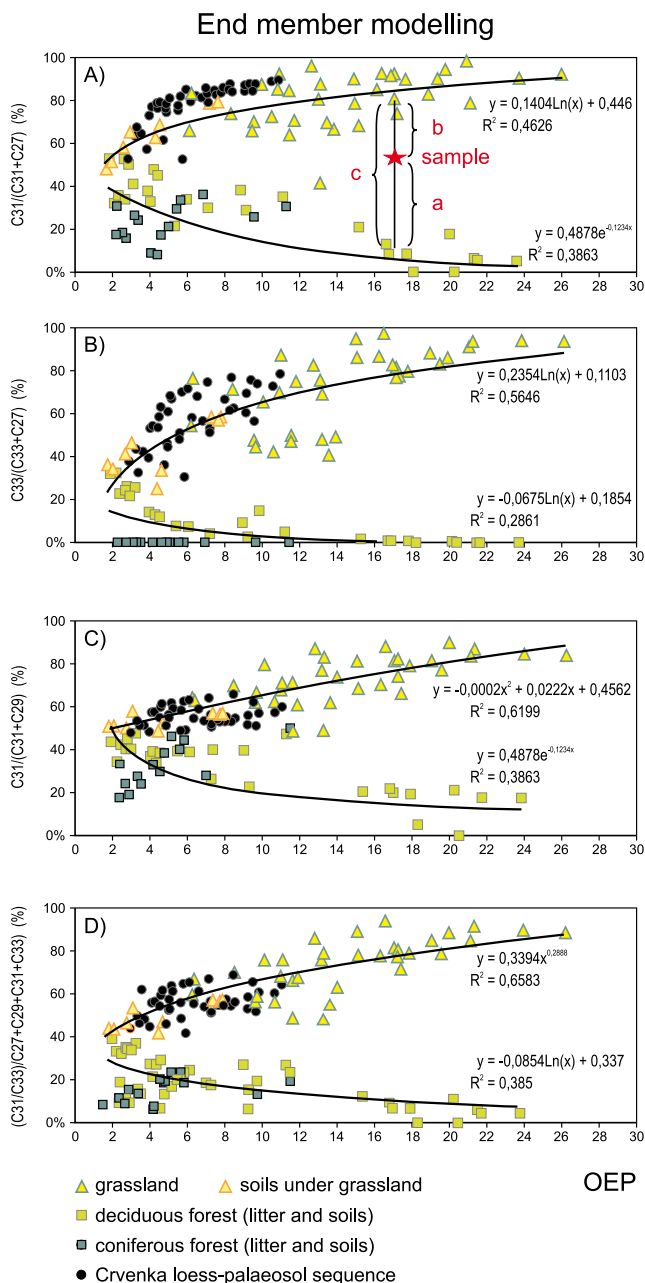 End member modelling
A)
C31/(C31+C27) (%)
100
80
60
40
20
0%
y = 0,1404Ln(x) + 0,446
R² = 0,4626
b
sample
c
a
y = 0,4878e^-0,1234x
R² = 0,3863
0 2 4 6 8 10 12 14 16 18 20 22 24 26 28
B)
C33/(C33+C27) (%)
100
80
60
40
20
0%
y = 0,2354Ln(x) + 0,1103
R² = 0,5646
y = -0,0675Ln(x) + 0,1854
R² = 0,2861
0 2 4 6 8 10 12 14 16 18 20 22 24 26 28
C)
C31/(C31+C29) (%)
100
80
60
40
20
0%
y = -0,0002x² + 0,0222x + 0,4562
R² = 0,6199
y = 0,4878e^-0,1234x
R² = 0,3863
0 2 4 6 8 10 12 14 16 18 20 22 24 26 30
D)
(C31/C33)/C27+C29+C31+C33) (%)
100
80
60
40
20
0%
y = 0,3394x^0,2888
R² = 0,6583
y = -0,0854Ln(x) + 0,337
R² = 0,385
0 2 4 6 8 10 12 14 16 18 20 22 24 26 30
OEP
grassland
soils under grassland
deciduous forest (litter and soils)
coniferous forest (litter and soils)
Crvenka loess-palaeosol sequence